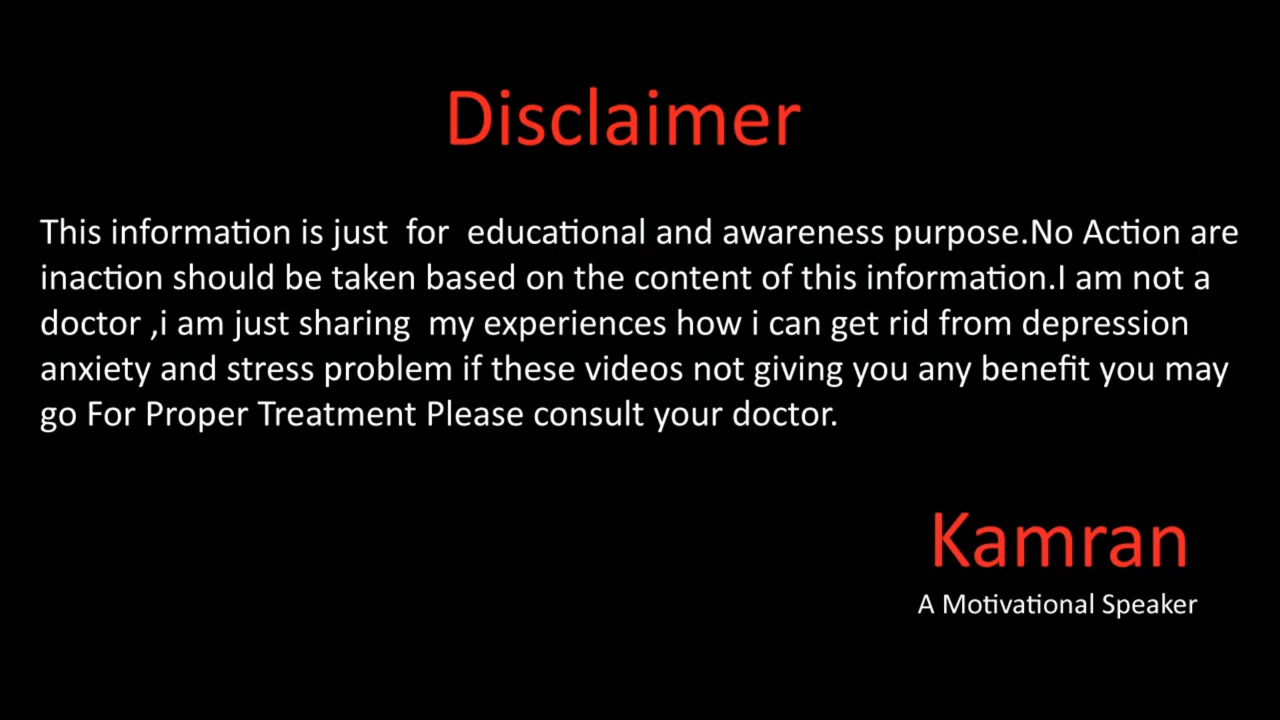 Disclaimer
This information is just  for  educational and awareness purpose.No Action are
inaction should be taken based on the content of this information.I am not a
doctor ,i am just sharing  my experiences how i can get rid from depression
anxiety and stress problem if these videos not giving you any benefit you may
go For Proper Treatment Please consult your doctor.
Kamran
A Motivational Speaker